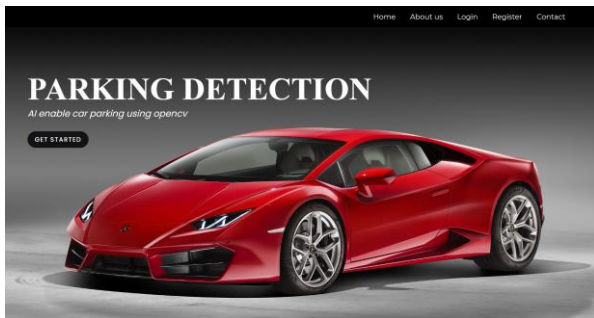 Home About us Login Register Contact
PARKING DETECTION
AI enable car parking using opencv
GET STARTED